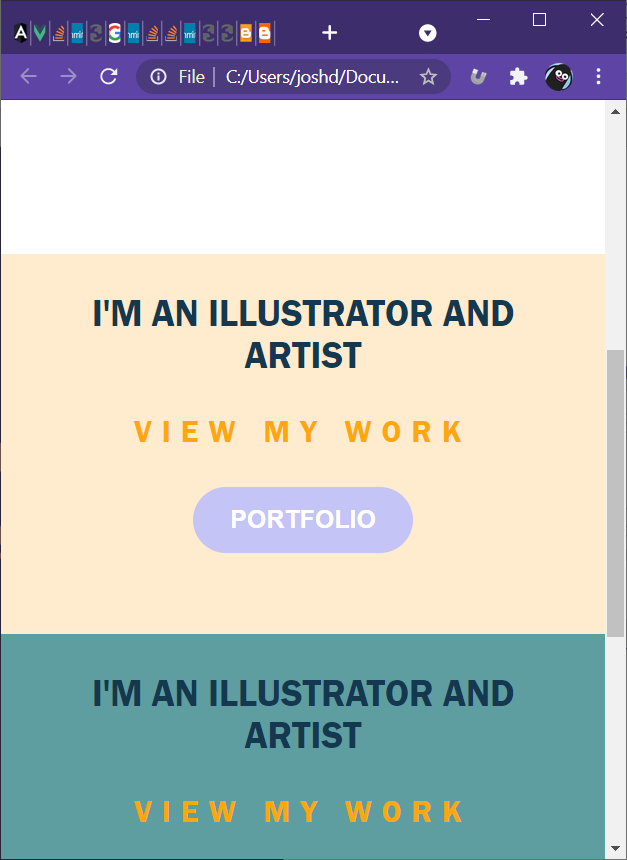 File | C:/Users/joshd/Docu...
I'M AN ILLUSTRATOR AND
ARTIST
VIEW MY WORK
PORTFOLIO
I'M AN ILLUSTRATOR AND
ARTIST
VIEW MY WORK